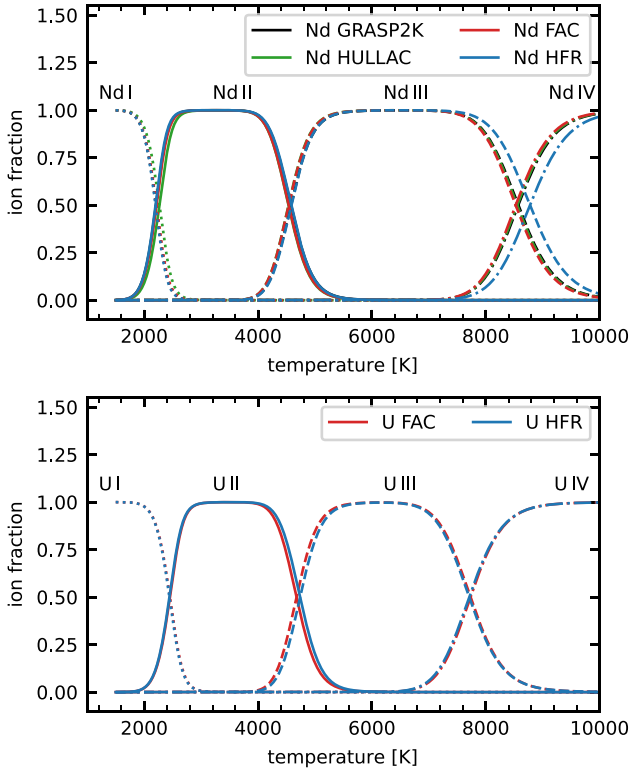 Nd GRASP2K Nd FAC
Nd HULLAC Nd HFR
Nd I Nd II Nd III Nd IV
1.50
1.25
1.00
0.75
0.50
0.25
0.00
ion fraction
2000 4000 6000 8000 10000
temperature [K]
U FAC U HFR
U I U II U III U IV
1.50
1.25
1.00
0.75
0.50
0.25
0.00
ion fraction
2000 4000 6000 8000 10000
temperature [K]